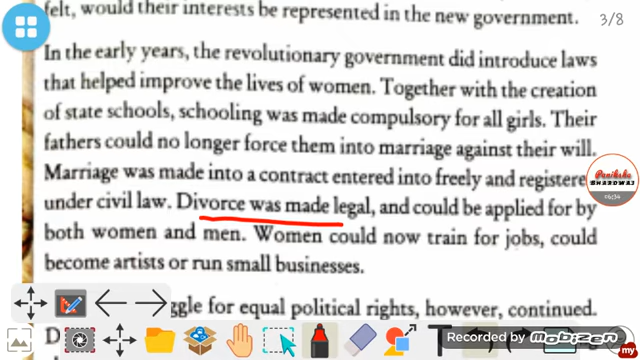 felt, would their interests be represented in the new government.
3/8
In the early years, the revolutionary government did introduce laws
that helped improve the lives of women. Together with the creation
of state schools, schooling was made compulsory for all girls. Their
fathers could no longer force them into marriage against their will.
Marriage was made into a contract entered into freely and registere
under civil law. Divorce was made legal, and could be applied for by
both women and men. Women could now train for jobs, could
become artists or run small businesses.
ggle for equal political rights, however, continued.
D
T
Recorded by mobizen
my